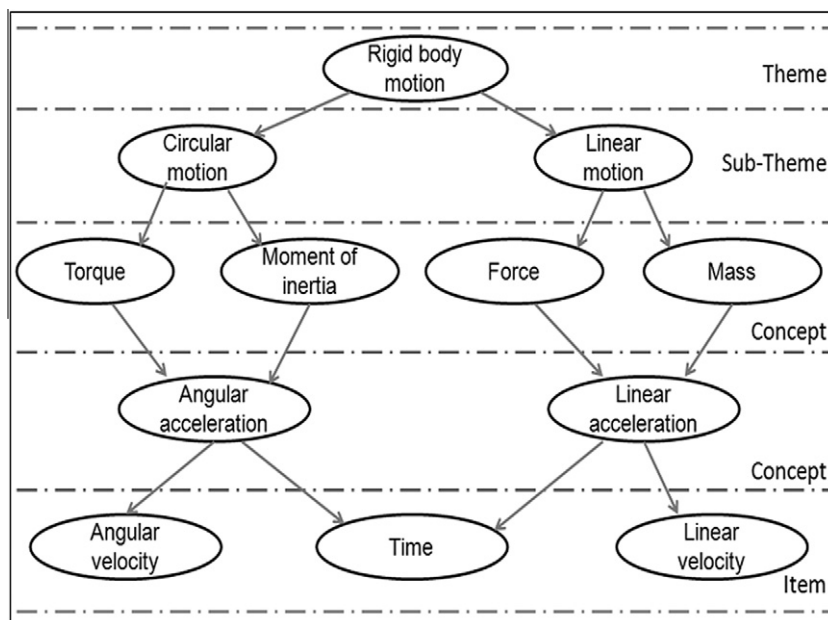 Rigid body
motion
Theme
Circular
motion
Linear
motion
Sub-Theme
Torque
Moment of
inertia
Force
Mass
Concept
Angular
acceleration
Linear
acceleration
Concept
Angular
velocity
Time
Linear
velocity
Item